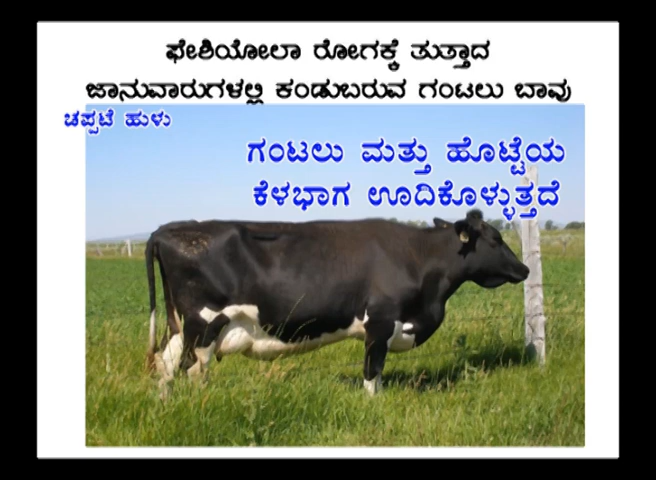 ಫೇಶಿಯೋಲಾ ರೋಗಕ್ಕೆ ತುತ್ತಾದ
ಜಾನುವಾರುಗಳಲ್ಲಿ ಕಂಡುಬರುವ ಗಂಟಲು ಬಾವು
ಚಪ್ಪಟೆ ಹುಳು
ಗಂಟಲು ಮತ್ತು ಹೊಟ್ಟೆಯ
ಕೆಳಭಾಗ ಊದಿಕೊಳ್ಳುತ್ತದೆ